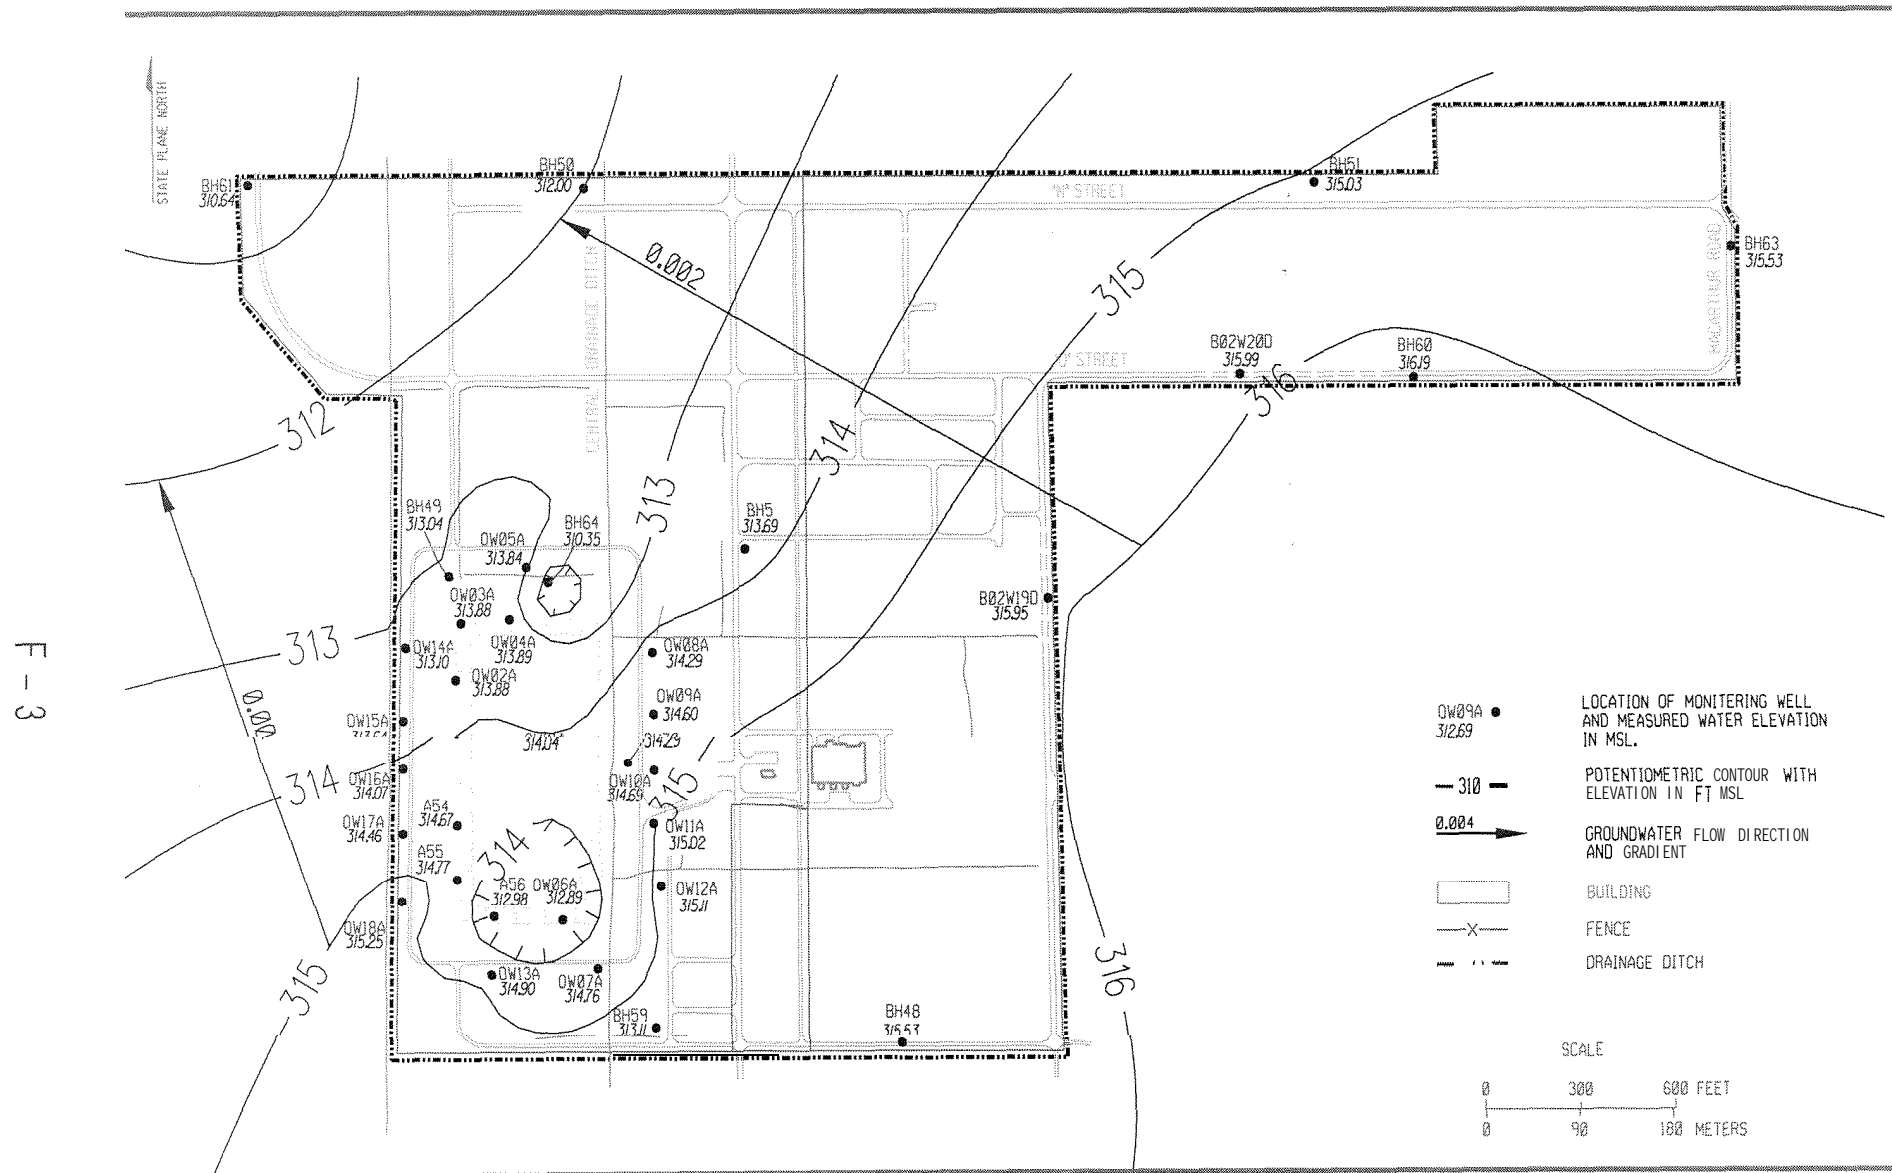 STATE PLANE NORTH
BH61
310.64
BH50
312.00
BH51
315.03
"N" STREET
BH63
315.53
MACARTHUR ROAD
0.002
CENTRAL DRAINAGE DITCH
315
B02W20D
315.99
BH60
316.19
STREET
316
312
314
313
BH49
313.04
OW05A
313.84
BH64
310.35
BH5
313.69
OW03A
313.88
B02W19D
315.95
313
OW14A
313.10
OW04A
313.89
OW08A
314.29
OW02A
313.88
0.00
OW09A
314.60
OW15A
313.64
314.04
314.29
314
OW16A
314.07
OW10A
314.69
315
A54
314.67
OW17A
314.46
OW11A
315.02
314
A55
314.77
A56
312.98
OW06A
312.89
OW12A
315.11
OW18A
315.25
315
OW13A
314.90
OW07A
314.76
316
BH59
313.11
BH48
315.53
F-3
OW09A
312.69
LOCATION OF MONITERING WELL
AND MEASURED WATER ELEVATION
IN MSL.
310
POTENTIOMETRIC CONTOUR WITH
ELEVATION IN FT MSL
0.004
GROUNDWATER FLOW DIRECTION
AND GRADIENT
BUILDING
X
FENCE
DRAINAGE DITCH
SCALE
0 300 600 FEET
0 90 180 METERS